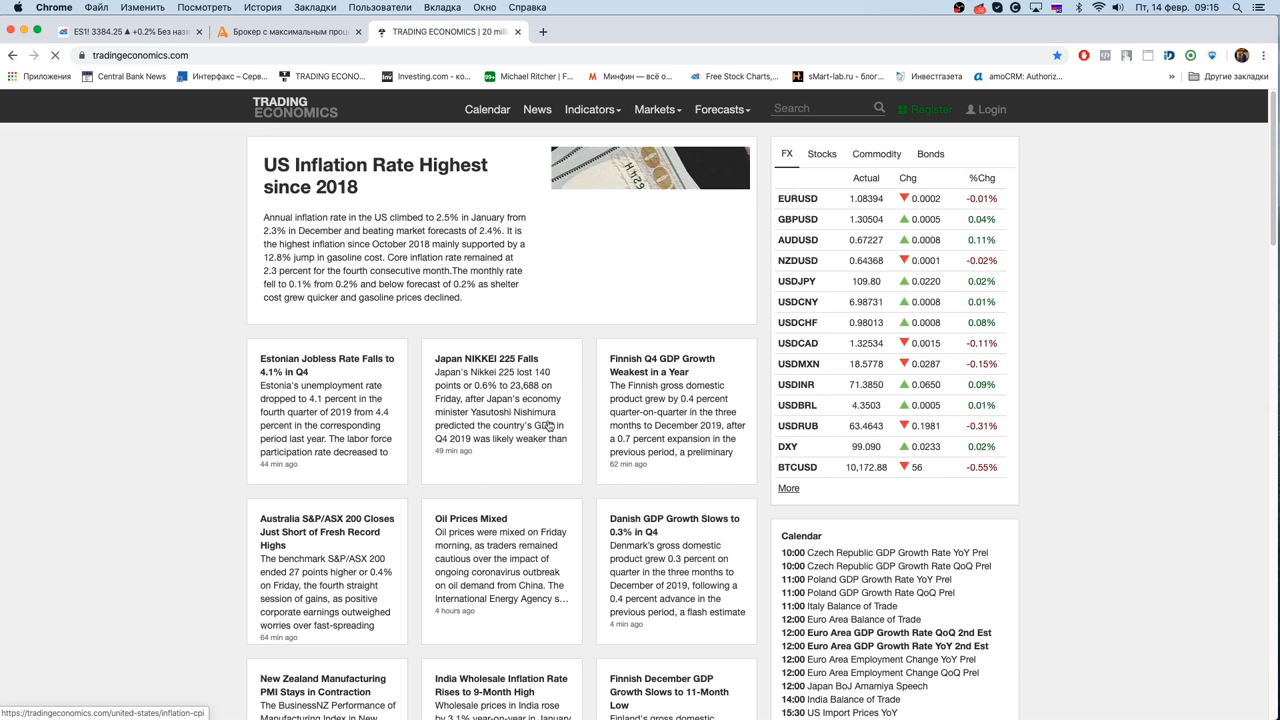 Chrome Файл Изменить Посмотреть История Закладки Пользователи Вкладка Окно Справка Пт, 14 февр. 09:15
ES1! 3384.25 ▲ +0.2% Без наз
Брокер с максимальным проц
TRADING ECONOMICS | 20 mil
tradingeconomics.com
Приложения Central Bank News Интерфакс – Серв... TRADING ECONO... Investing.com - ко... Michael Ritcher / F... Минфин — всё о... Free Stock Charts,... sMart-lab.ru - блог... Инвестгазета amoCRM: Authoriz... » Другие закладки
TRADING
ECONOMICS
Calendar News Indicators Markets Forecasts Search Register Login
US Inflation Rate Highest
since 2018
Annual inflation rate in the US climbed to 2.5% in January from
2.3% in December and beating market forecasts of 2.4%. It is
the highest inflation since October 2018 mainly supported by a
12.8% jump in gasoline cost. Core inflation rate remained at
2.3 percent for the fourth consecutive month.The monthly rate
fell to 0.1% from 0.2% and below forecast of 0.2% as shelter
cost grew quicker and gasoline prices declined.
FX Stocks Commodity Bonds
Actual Chg %Chg
EURUSD 1.08394 0.0002 -0.01%
GBPUSD 1.30504 0.0005 0.04%
AUDUSD 0.67227 0.0008 0.11%
NZDUSD 0.64368 0.0001 -0.02%
USDJPY 109.80 0.0220 0.02%
USDCNY 6.98731 0.0008 0.01%
USDCHF 0.98013 0.0008 0.08%
USDCAD 1.32534 0.0015 -0.11%
USDMXN 18.5778 0.0287 -0.15%
USDINR 71.3850 0.0650 0.09%
USDBRL 4.3503 0.0005 0.01%
USDRUB 63.4643 0.1981 -0.31%
DXY 99.090 0.0233 0.02%
BTCUSD 10,172.88 56 -0.55%
More
Estonian Jobless Rate Falls to
4.1% in Q4
Estonia's unemployment rate
dropped to 4.1 percent in the
fourth quarter of 2019 from 4.4
percent in the corresponding
period last year. The labor force
participation rate decreased to
44 min ago
Japan NIKKEI 225 Falls
Japan's Nikkei 225 lost 140
points or 0.6% to 23,688 on
Friday, after Japan's economy
minister Yasutoshi Nishimura
predicted the country's GDP in
Q4 2019 was likely weaker than
49 min ago
Finnish Q4 GDP Growth
Weakest in a Year
The Finnish gross domestic
product grew by 0.4 percent
quarter-on-quarter in the three
months to December 2019, after
a 0.7 percent expansion in the
previous period, a preliminary
62 min ago
Australia S&P/ASX 200 Closes
Just Short of Fresh Record
Highs
The benchmark S&P/ASX 200
ended 27 points higher or 0.4%
on Friday, the fourth straight
session of gains, as positive
corporate earnings outweighed
worries over fast-spreading
64 min ago
Oil Prices Mixed
Oil prices were mixed on Friday
morning, as traders remained
cautious over the impact of
ongoing coronavirus outbreak
on oil demand from China. The
International Energy Agency s...
4 hours ago
Danish GDP Growth Slows to
0.3% in Q4
Denmark's gross domestic
product grew 0.3 percent on
quarter in the three months to
December of 2019, following a
0.4 percent advance in the
previous period, a flash estimate
4 min ago
Calendar
10:00 Czech Republic GDP Growth Rate YoY Prel
10:00 Czech Republic GDP Growth Rate QoQ Prel
11:00 Poland GDP Growth Rate YoY Prel
11:00 Poland GDP Growth Rate QoQ Prel
11:00 Italy Balance of Trade
12:00 Euro Area Balance of Trade
12:00 Euro Area GDP Growth Rate QoQ 2nd Est
12:00 Euro Area GDP Growth Rate YoY 2nd Est
12:00 Euro Area Employment Change YoY Prel
12:00 Euro Area Employment Change QoQ Prel
12:00 Japan BoJ Amamiya Speech
14:00 India Balance of Trade
15:30 US Import Prices YoY
New Zealand Manufacturing
PMI Stays in Contraction
The BusinessNZ Performance of
Manufacturing Index in New
India Wholesale Inflation Rate
Rises to 9-Month High
Wholesale prices in India rose
by 3.1% year-on-year in January
Finnish December GDP
Growth Slows to 11-Month
Low
Finland's gross domestic
https://tradingeconomics.com/united-states/inflation-cpi